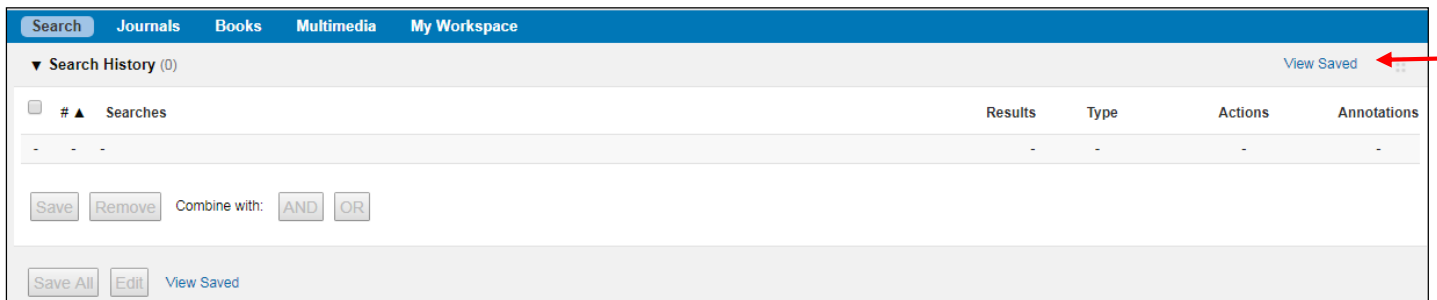 Search Journals Books Multimedia My Workspace
▼ Search History (0) View Saved
# ▲ Searches Results Type Actions Annotations
- - - - - - -
Save Remove Combine with: AND OR
Save All Edit View Saved